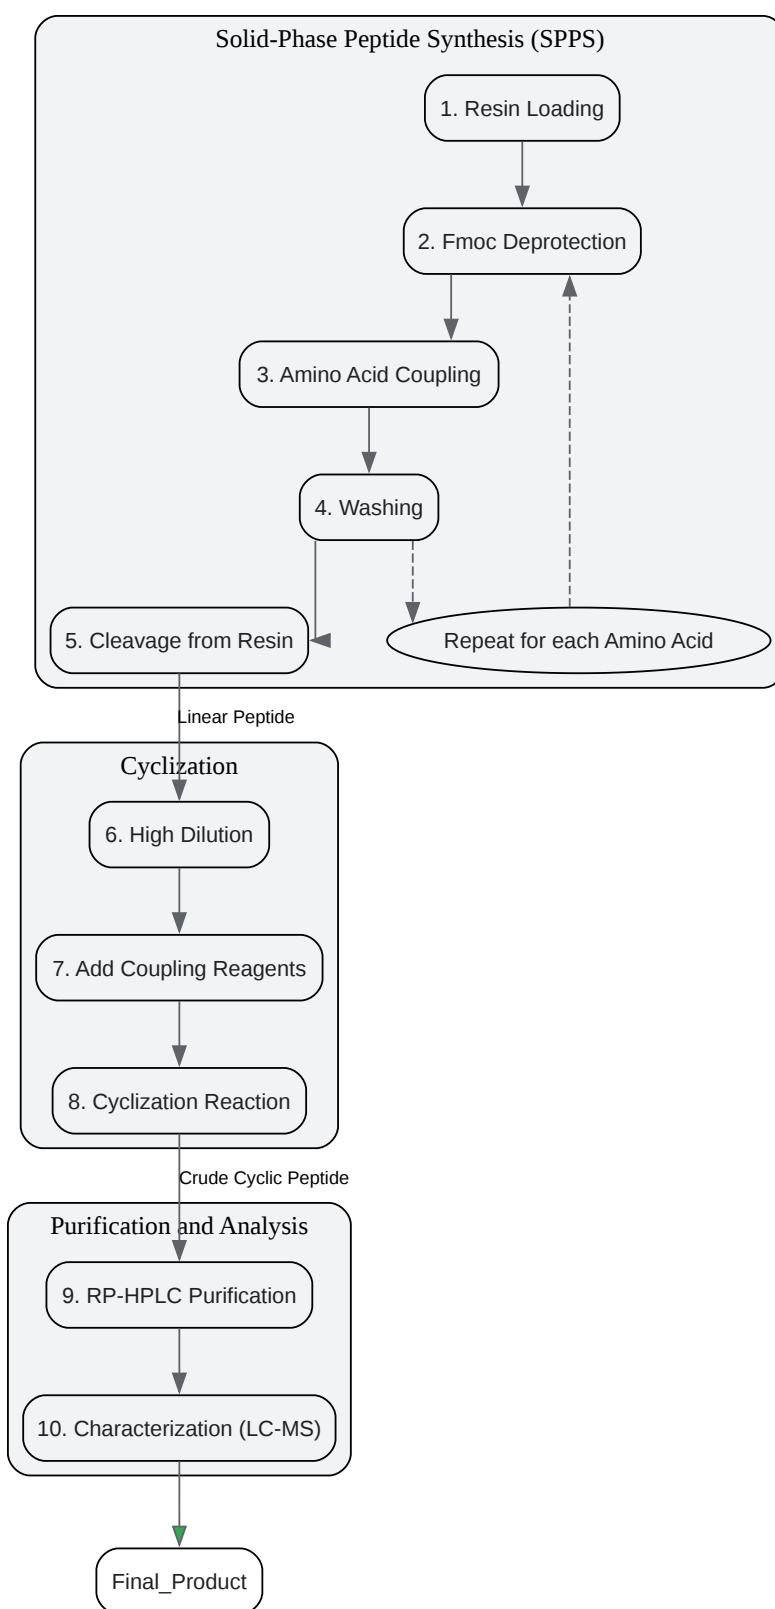 Solid-Phase Peptide Synthesis (SPPS)
1. Resin Loading
2. Fmoc Deprotection
3. Amino Acid Coupling
4. Washing
5. Cleavage from Resin
Repeat for each Amino Acid
Linear Peptide
Cyclization
6. High Dilution
7. Add Coupling Reagents
8. Cyclization Reaction
Crude Cyclic Peptide
Purification and Analysis
9. RP-HPLC Purification
10. Characterization (LC-MS)
Final_Product